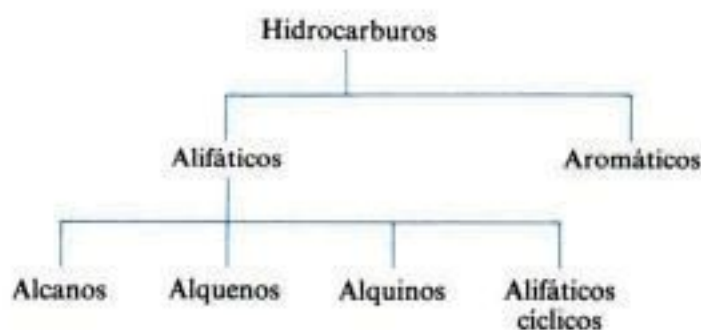 Hidrocarburos
Alifáticos
Aromáticos
Alcanos
Alquenos
Alquinos
Alifáticos
cíclicos